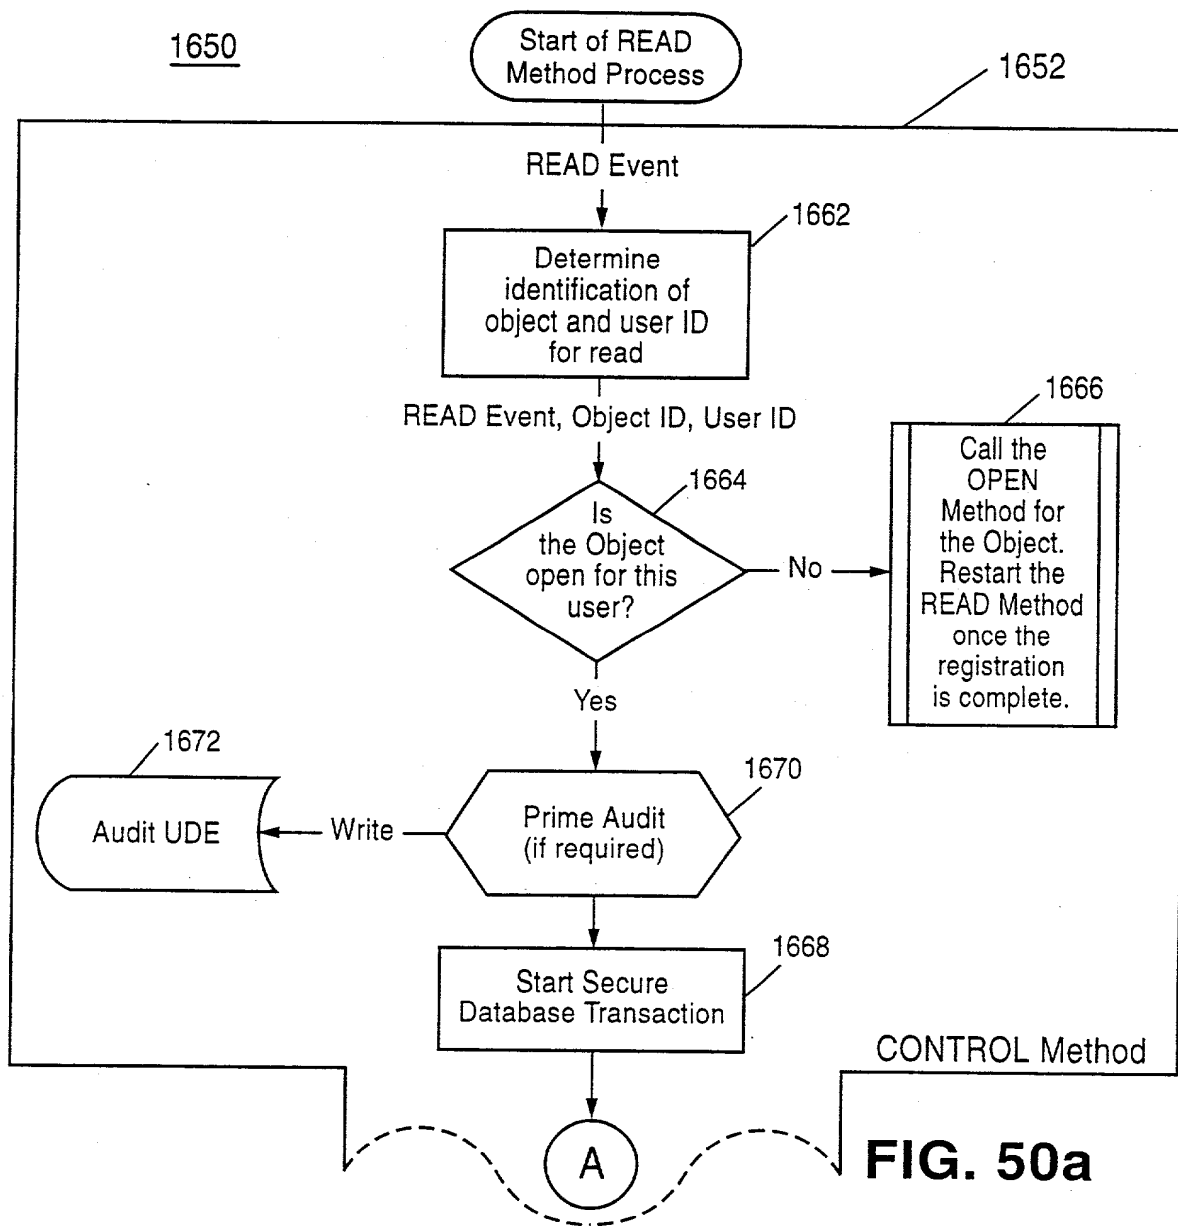 1650
Start of READ
Method Process
1652
READ Event
1662
Determine
identification of
object and user ID
for read
READ Event, Object ID, User ID
1666
Call the
OPEN
Method for
the Object.
Restart the
READ Method
once the
registration
is complete.
1664
Is
the Object
open for this
user?
No
Yes
1672
Audit UDE
Write
1670
Prime Audit
(if required)
1668
Start Secure
Database Transaction
CONTROL Method
A
FIG. 50a